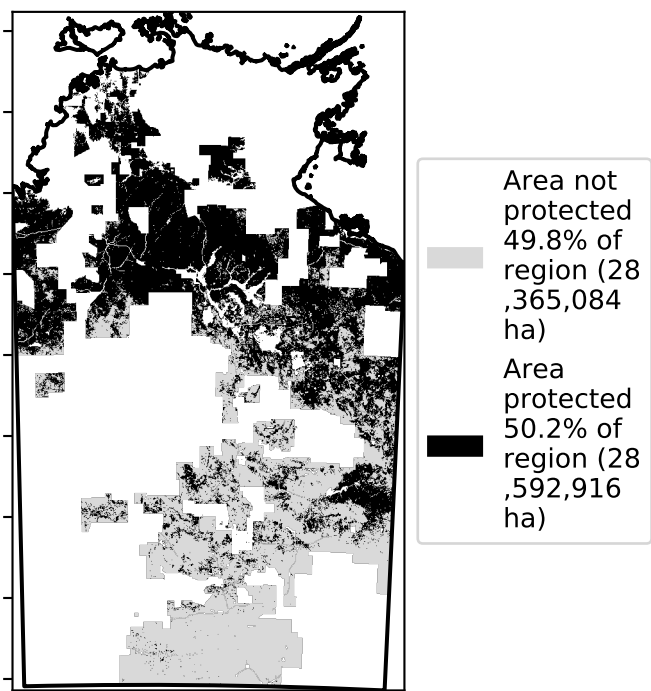 Area not
protected
49.8% of
region (28
,365,084
ha)
Area
protected
50.2% of
region (28
,592,916
ha)